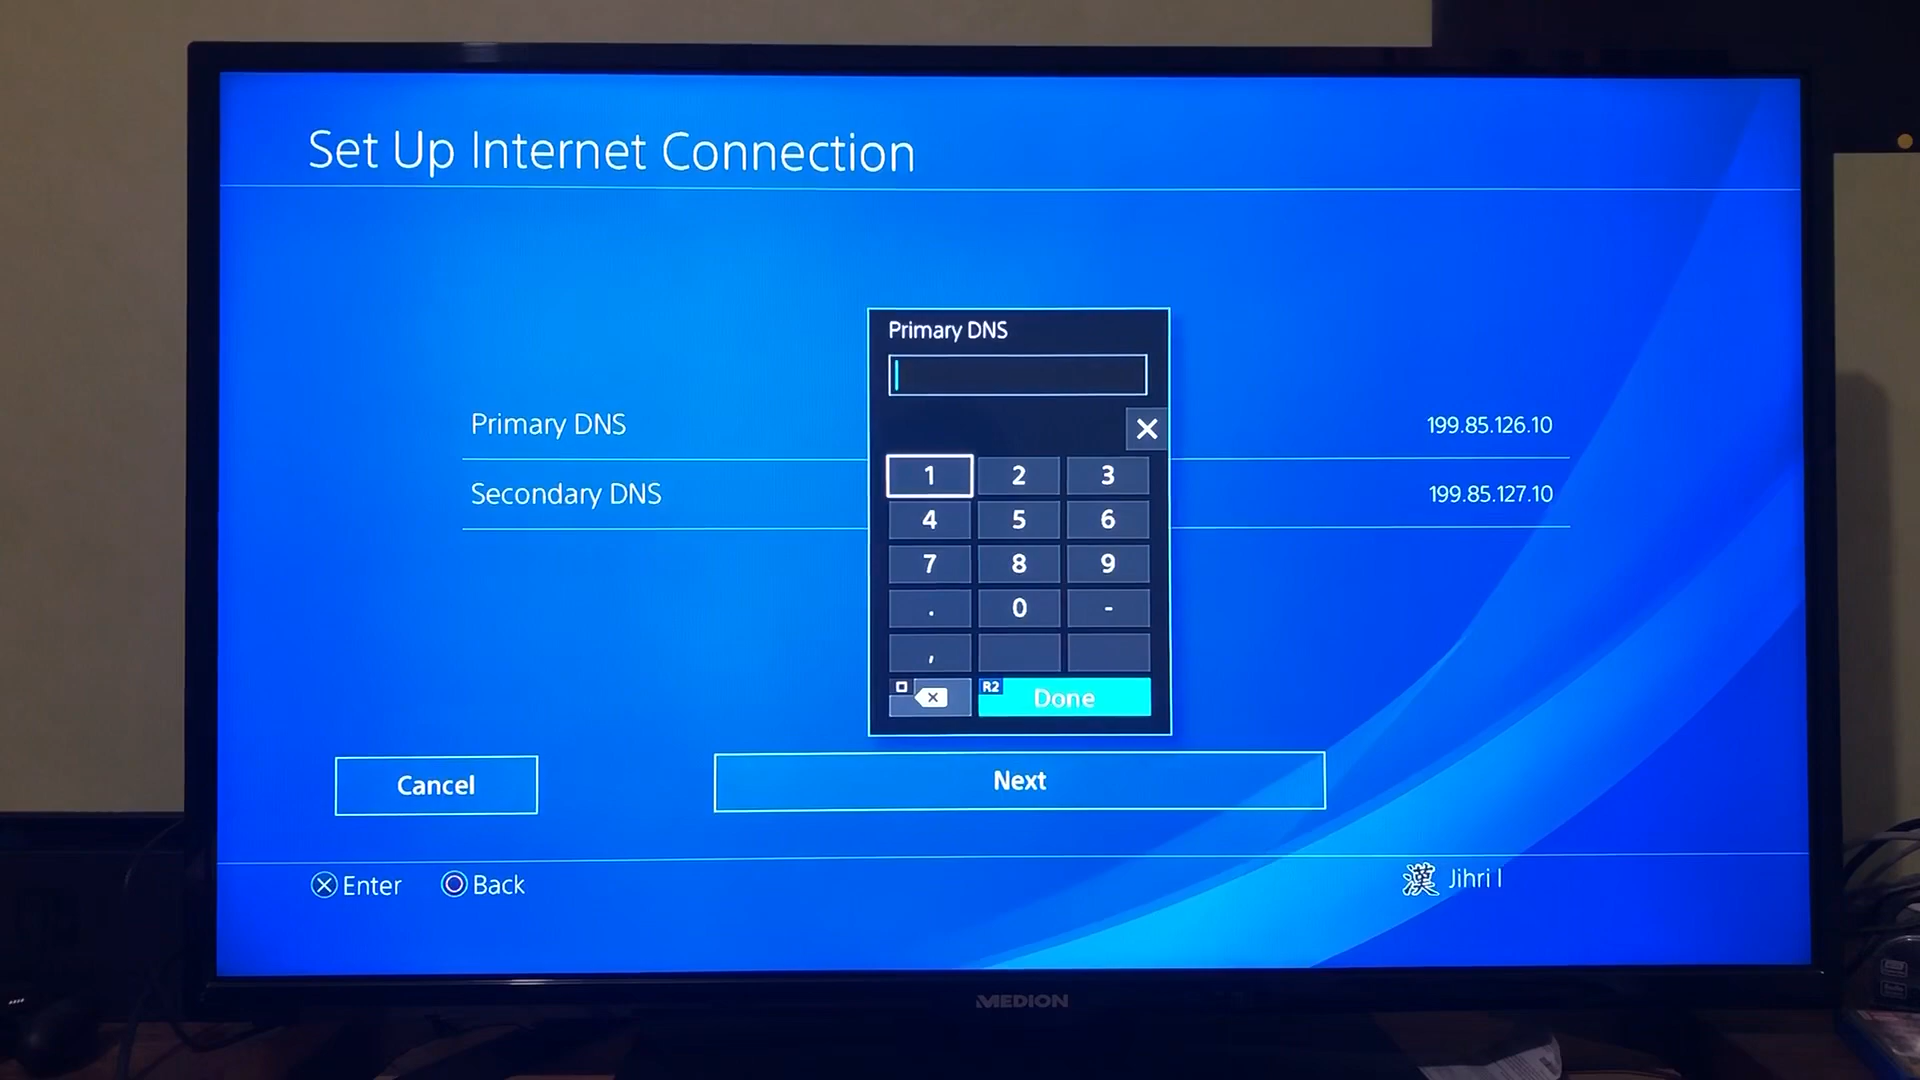 Set Up Internet Connection
Primary DNS
Primary DNS 199.85.126.10
Secondary DNS 199.85.127.10
1 2 3
4 5 6
7 8 9
. 0 -
,
R2 Done
Cancel Next
Enter Back 漢 Jihri I
MEDION